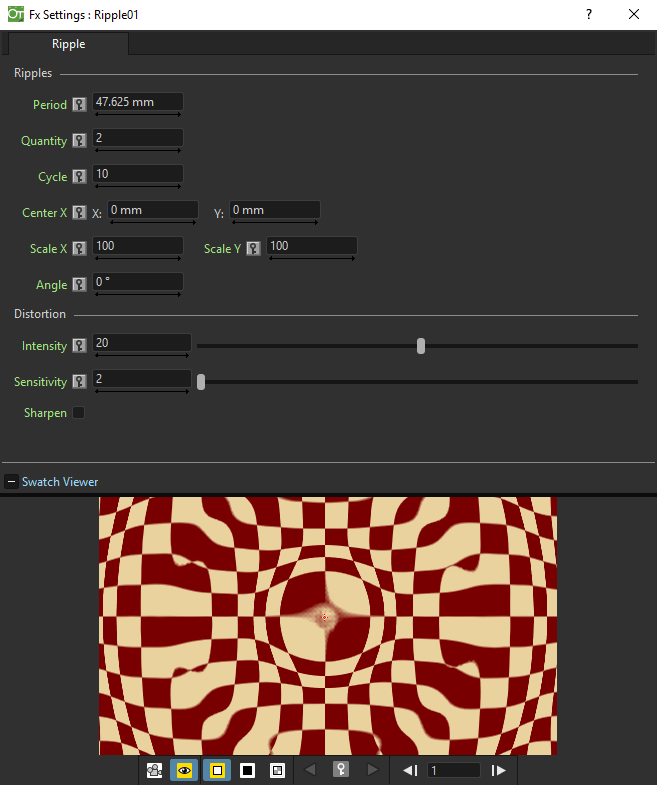 OT Fx Settings : Ripple01 ?
Ripple
Ripples
Period 47.625 mm
Quantity 2
Cycle 10
Center X X: 0 mm Y: 0 mm
Scale X 100 Scale Y 100
Angle 0 °
Distortion
Intensity 20
Sensitivity 2
Sharpen
Swatch Viewer
1